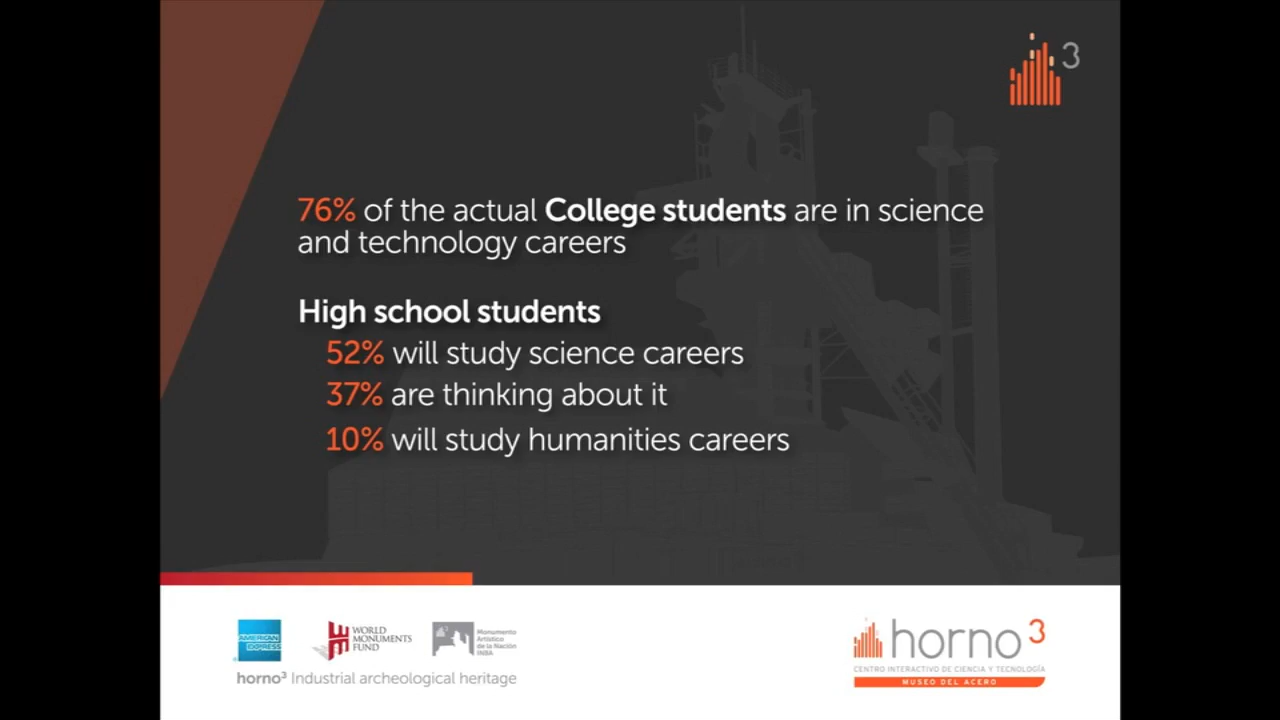 3
76% of the actual College students are in science
and technology careers
High school students
52% will study science careers
37% are thinking about it
10% will study humanities careers
AMERICAN
EXPRESS
WORLD
MONUMENTS
FUND
Monumento
Artístico
de la Nación
INBA
horno³ Industrial archeological heritage
horno³
CENTRO INTERACTIVO DE CIENCIA Y TECNOLOGÍA
MUSEO DEL ACERO